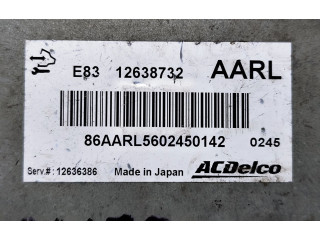 E83 12638732 AARL
86AARL5602450142 0245
Serv.#: 12636386 Made in Japan ACDelco